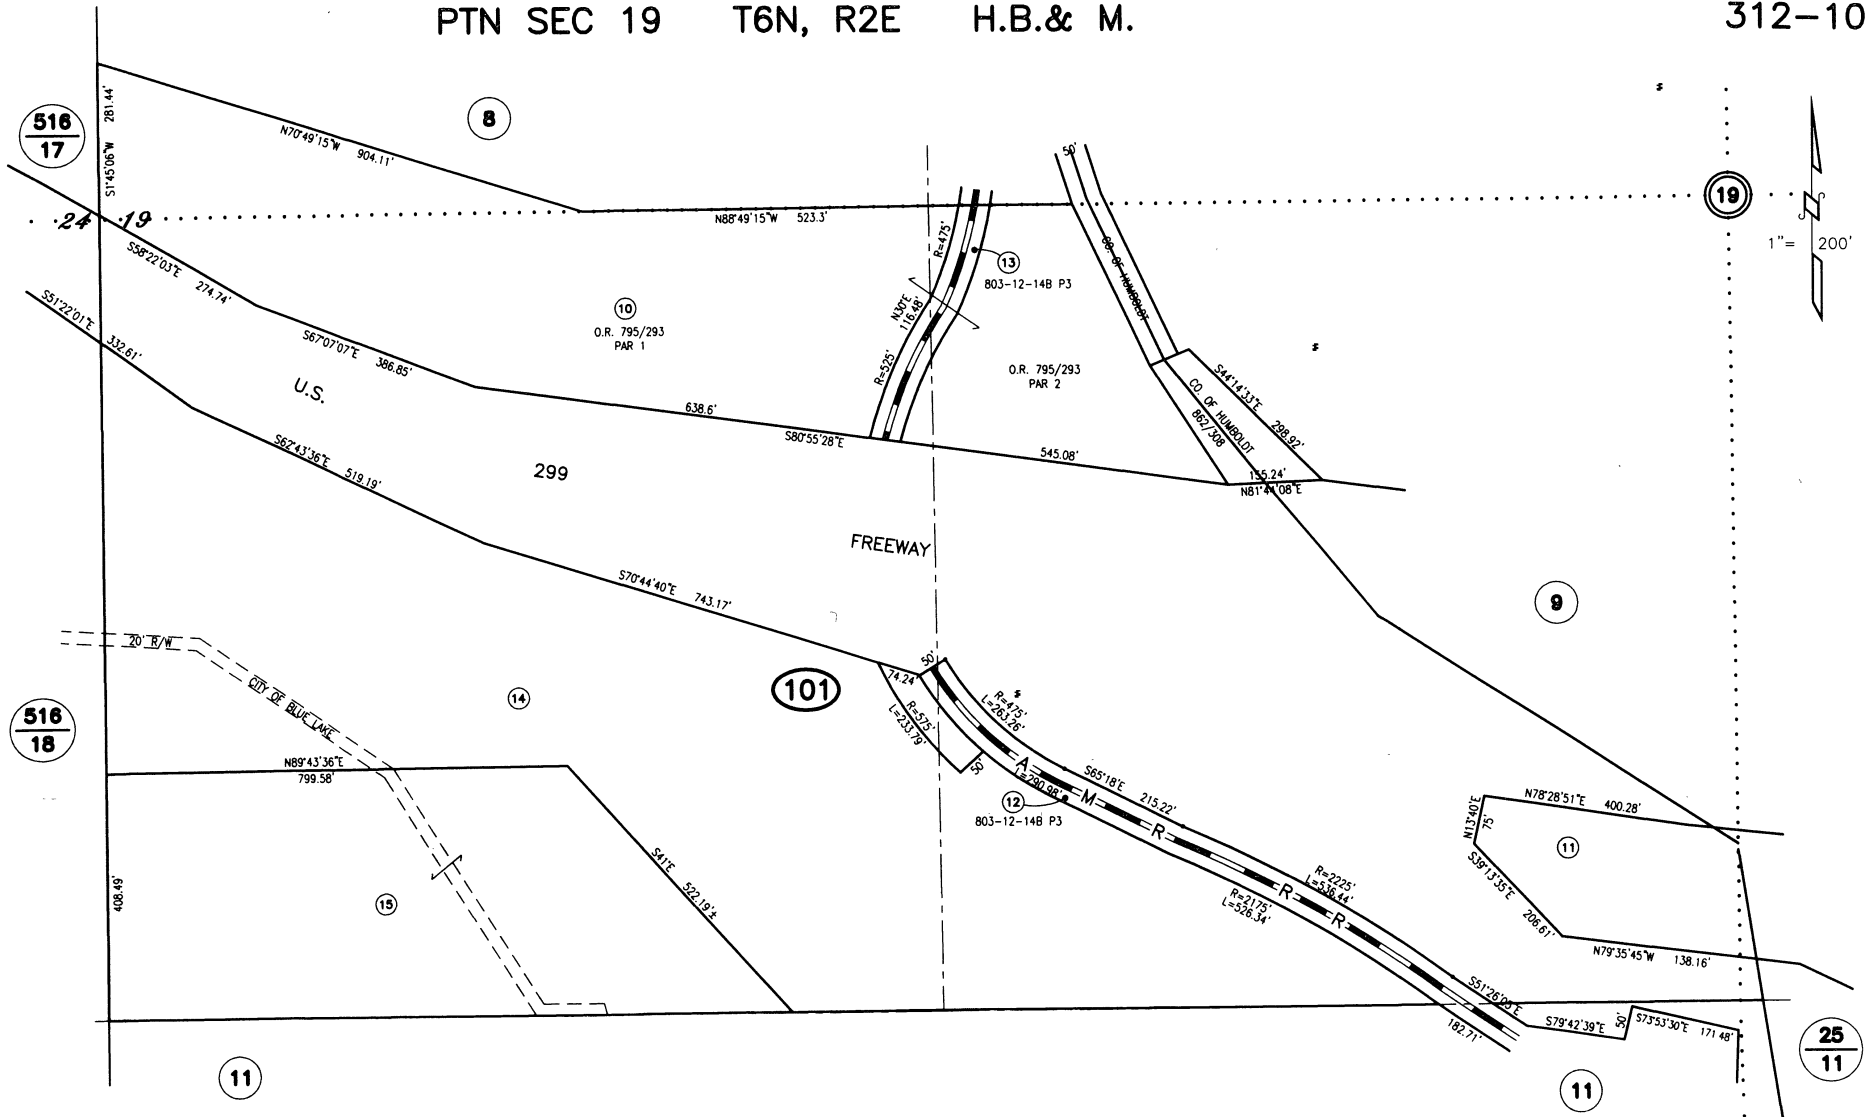 PTN SEC 19 T6N, R2E H.B.& M.
312-10
516
17
8
S1°45'06"W 281.44'
N70°49'15"W 904.11'
50'
19
24 19
N88°49'15"W 523.3'
1"= 200'
S58°22'03"E 274.74'
R=475'
13
803-12-14B P3
CO. OF HUMBOLDT
S51°22'01"E 332.61'
10
O.R. 795/293
PAR 1
N30°E
116.48'
S67°07'07"E 386.85'
R=525'
O.R. 795/293
PAR 2
S44°14'33"E 298.92'
U.S.
CO. OF HUMBOLDT
862/308
638.6'
S80°55'28"E
545.08'
155.24'
N81°44'08"E
S62°43'36"E 519.19'
299
FREEWAY
S70°44'40"E 743.17'
9
20' R/W
CITY OF BLUE LAKE
14
101
74.24'
50'
R=475'
L=263.26'
R=575'
L=233.79'
50'
516
18
N89°43'36"E
799.58'
A M R R R
L=290.98'
12
803-12-14B P3
S65°18'E 215.22'
N78°28'51"E 400.28'
N13°40'E
75'
11
S39°13'35"E 206.61'
S41°E 522.19'±
408.49'
15
R=2225'
L=536.44'
R=2175'
L=526.34'
N79°35'45"W 138.16'
S51°26'05"E
182.71'
S79°42'39"E
50'
S73°53'30"E 171.48'
25
11
11
11